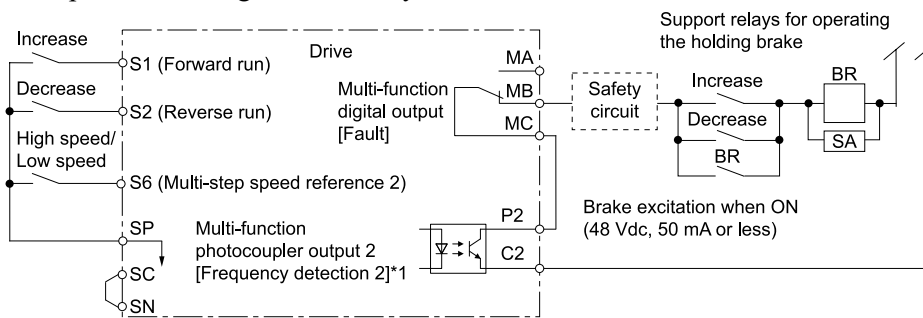 Increase
Decrease
High speed/
Low speed
S1 (Forward run)
S2 (Reverse run)
S6 (Multi-step speed reference 2)
SP
SC
SN
Drive
Multi-function
digital output
[Fault]
MA
MB
MC
Multi-function
photocoupler output 2
[Frequency detection 2]*1
P2
C2
Safety
circuit
Support relays for operating
the holding brake
Increase
Decrease
BR
BR
SA
Brake excitation when ON
(48 Vdc, 50 mA or less)